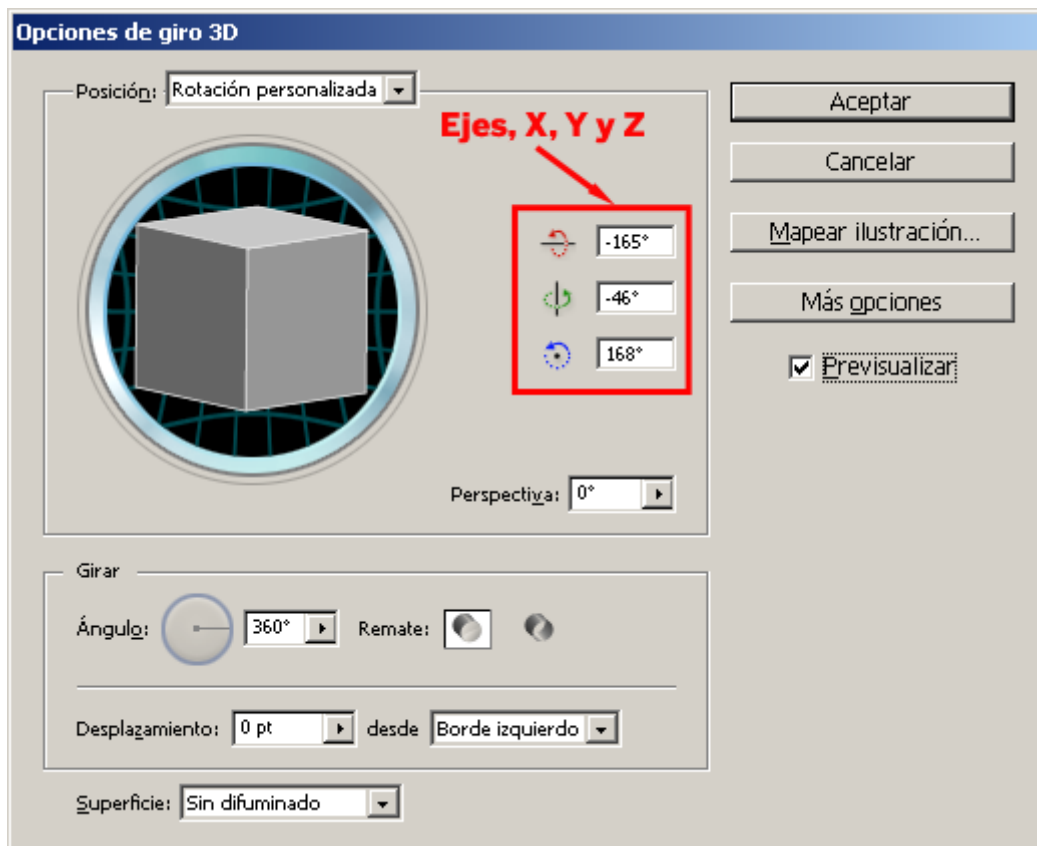 Opciones de giro 3D
Posición: Rotación personalizada
Ejes, X, Y y Z
-165°
-46°
168°
Perspectiva: 0°
Aceptar
Cancelar
Mapear ilustración...
Más opciones
Previsualizar
Girar
Ángulo: 360° Remate:
Desplazamiento: 0 pt desde Borde izquierdo
Superficie: Sin difuminado